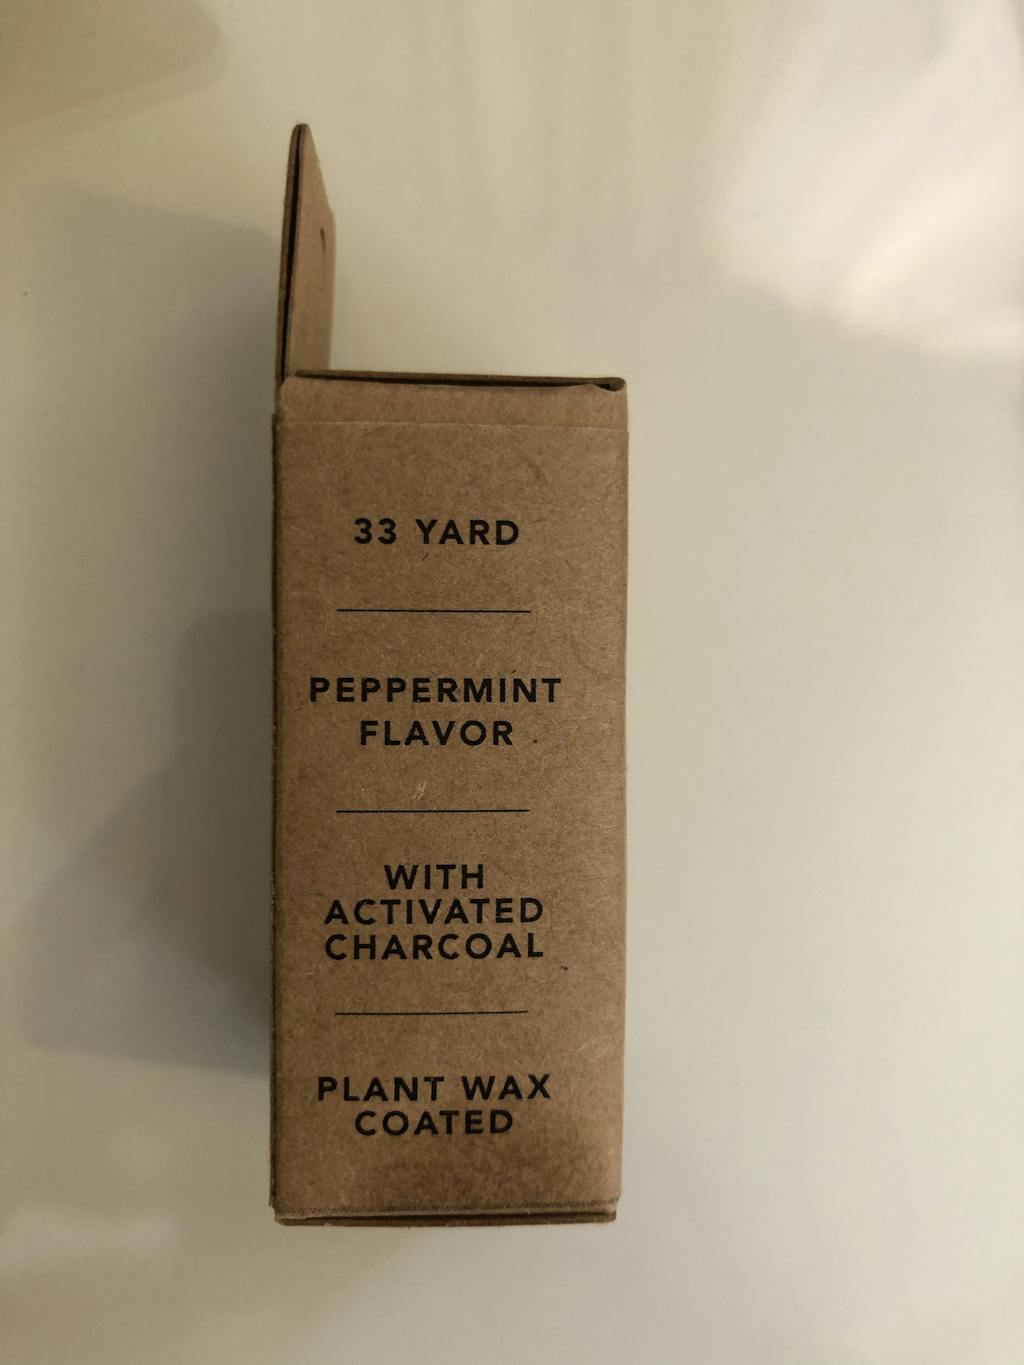 33 YARD
PEPPERMINT
FLAVOR
WITH
ACTIVATED
CHARCOAL
PLANT WAX
COATED